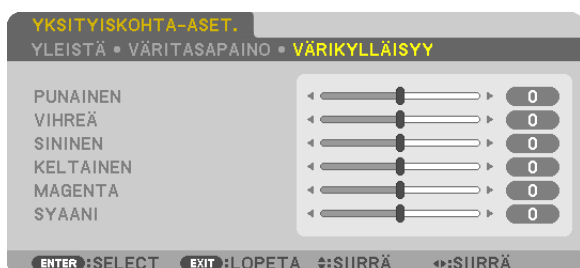 YKSITYISKOHTA-ASET.
YLEISTÄ • VÄRITASAPAINO • VÄRIKYLLÄISYY
PUNAINEN 0
VIHREÄ 0
SININEN 0
KELTAINEN 0
MAGENTA 0
SYAANI 0
ENTER:SELECT EXIT:LOPETA :SIIRRÄ :SIIRRÄ